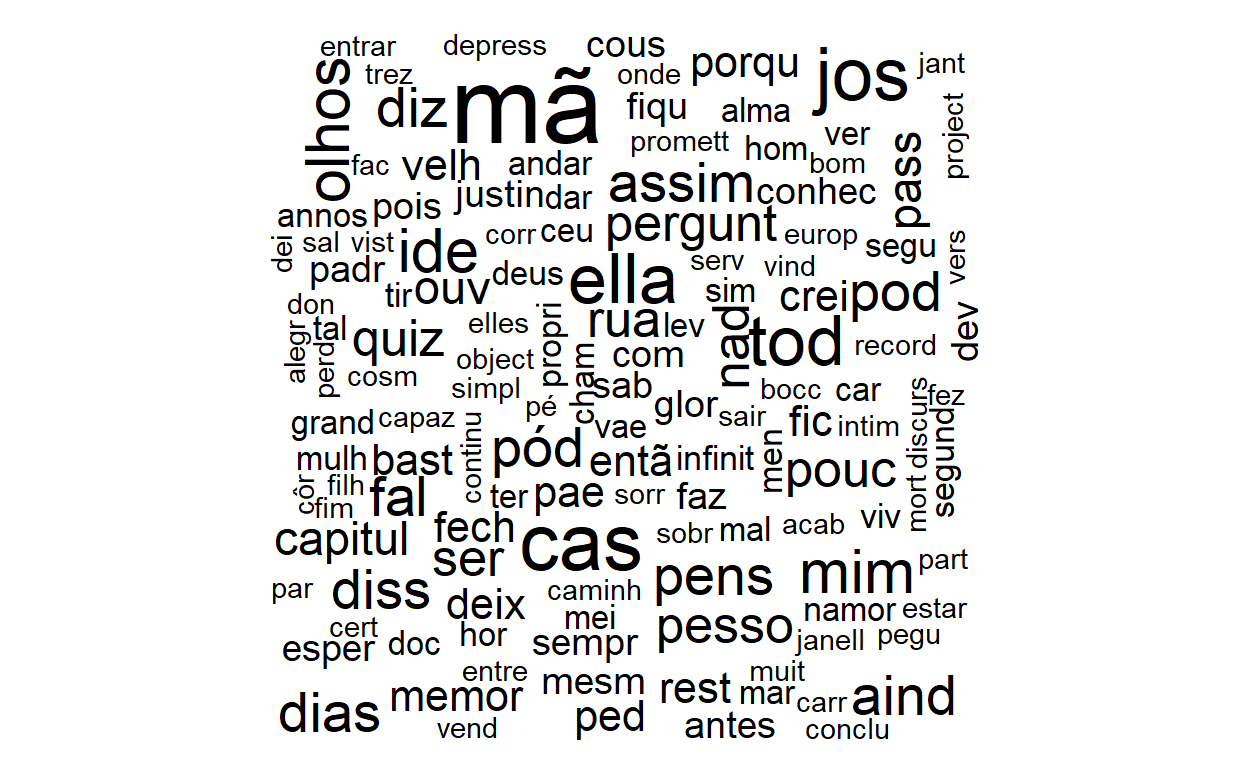 entrar depress cous porqu jos jant
trez onde
olhos diz mã fiqu alma
promett hom ver pass project
fac velh andar bom
justin dar assim conhec
annos pois pergunt
dei sal vist ide corr ceu europ segu vers
padr deus ella serv vind
tir ouv sim crei pod
don
alegr tal quiz elles propri rua lev nad tod record dev
perd object com
cosm simpl cham sab bocc car fez
grand capaz pé glor sair fic intim discurs
vae
mulh bast continu pód entã infinit men pouc segund
côr filh fal ter pae sorr faz mort
fim
capitul fech cas sobr mal acab viv
ser
par diss deix caminh pens mim part
mei namor estar
cert
esper doc hor sempr pesso janell pegu
entre muit
dias memor mesm rest mar carr aind
vend ped antes conclu